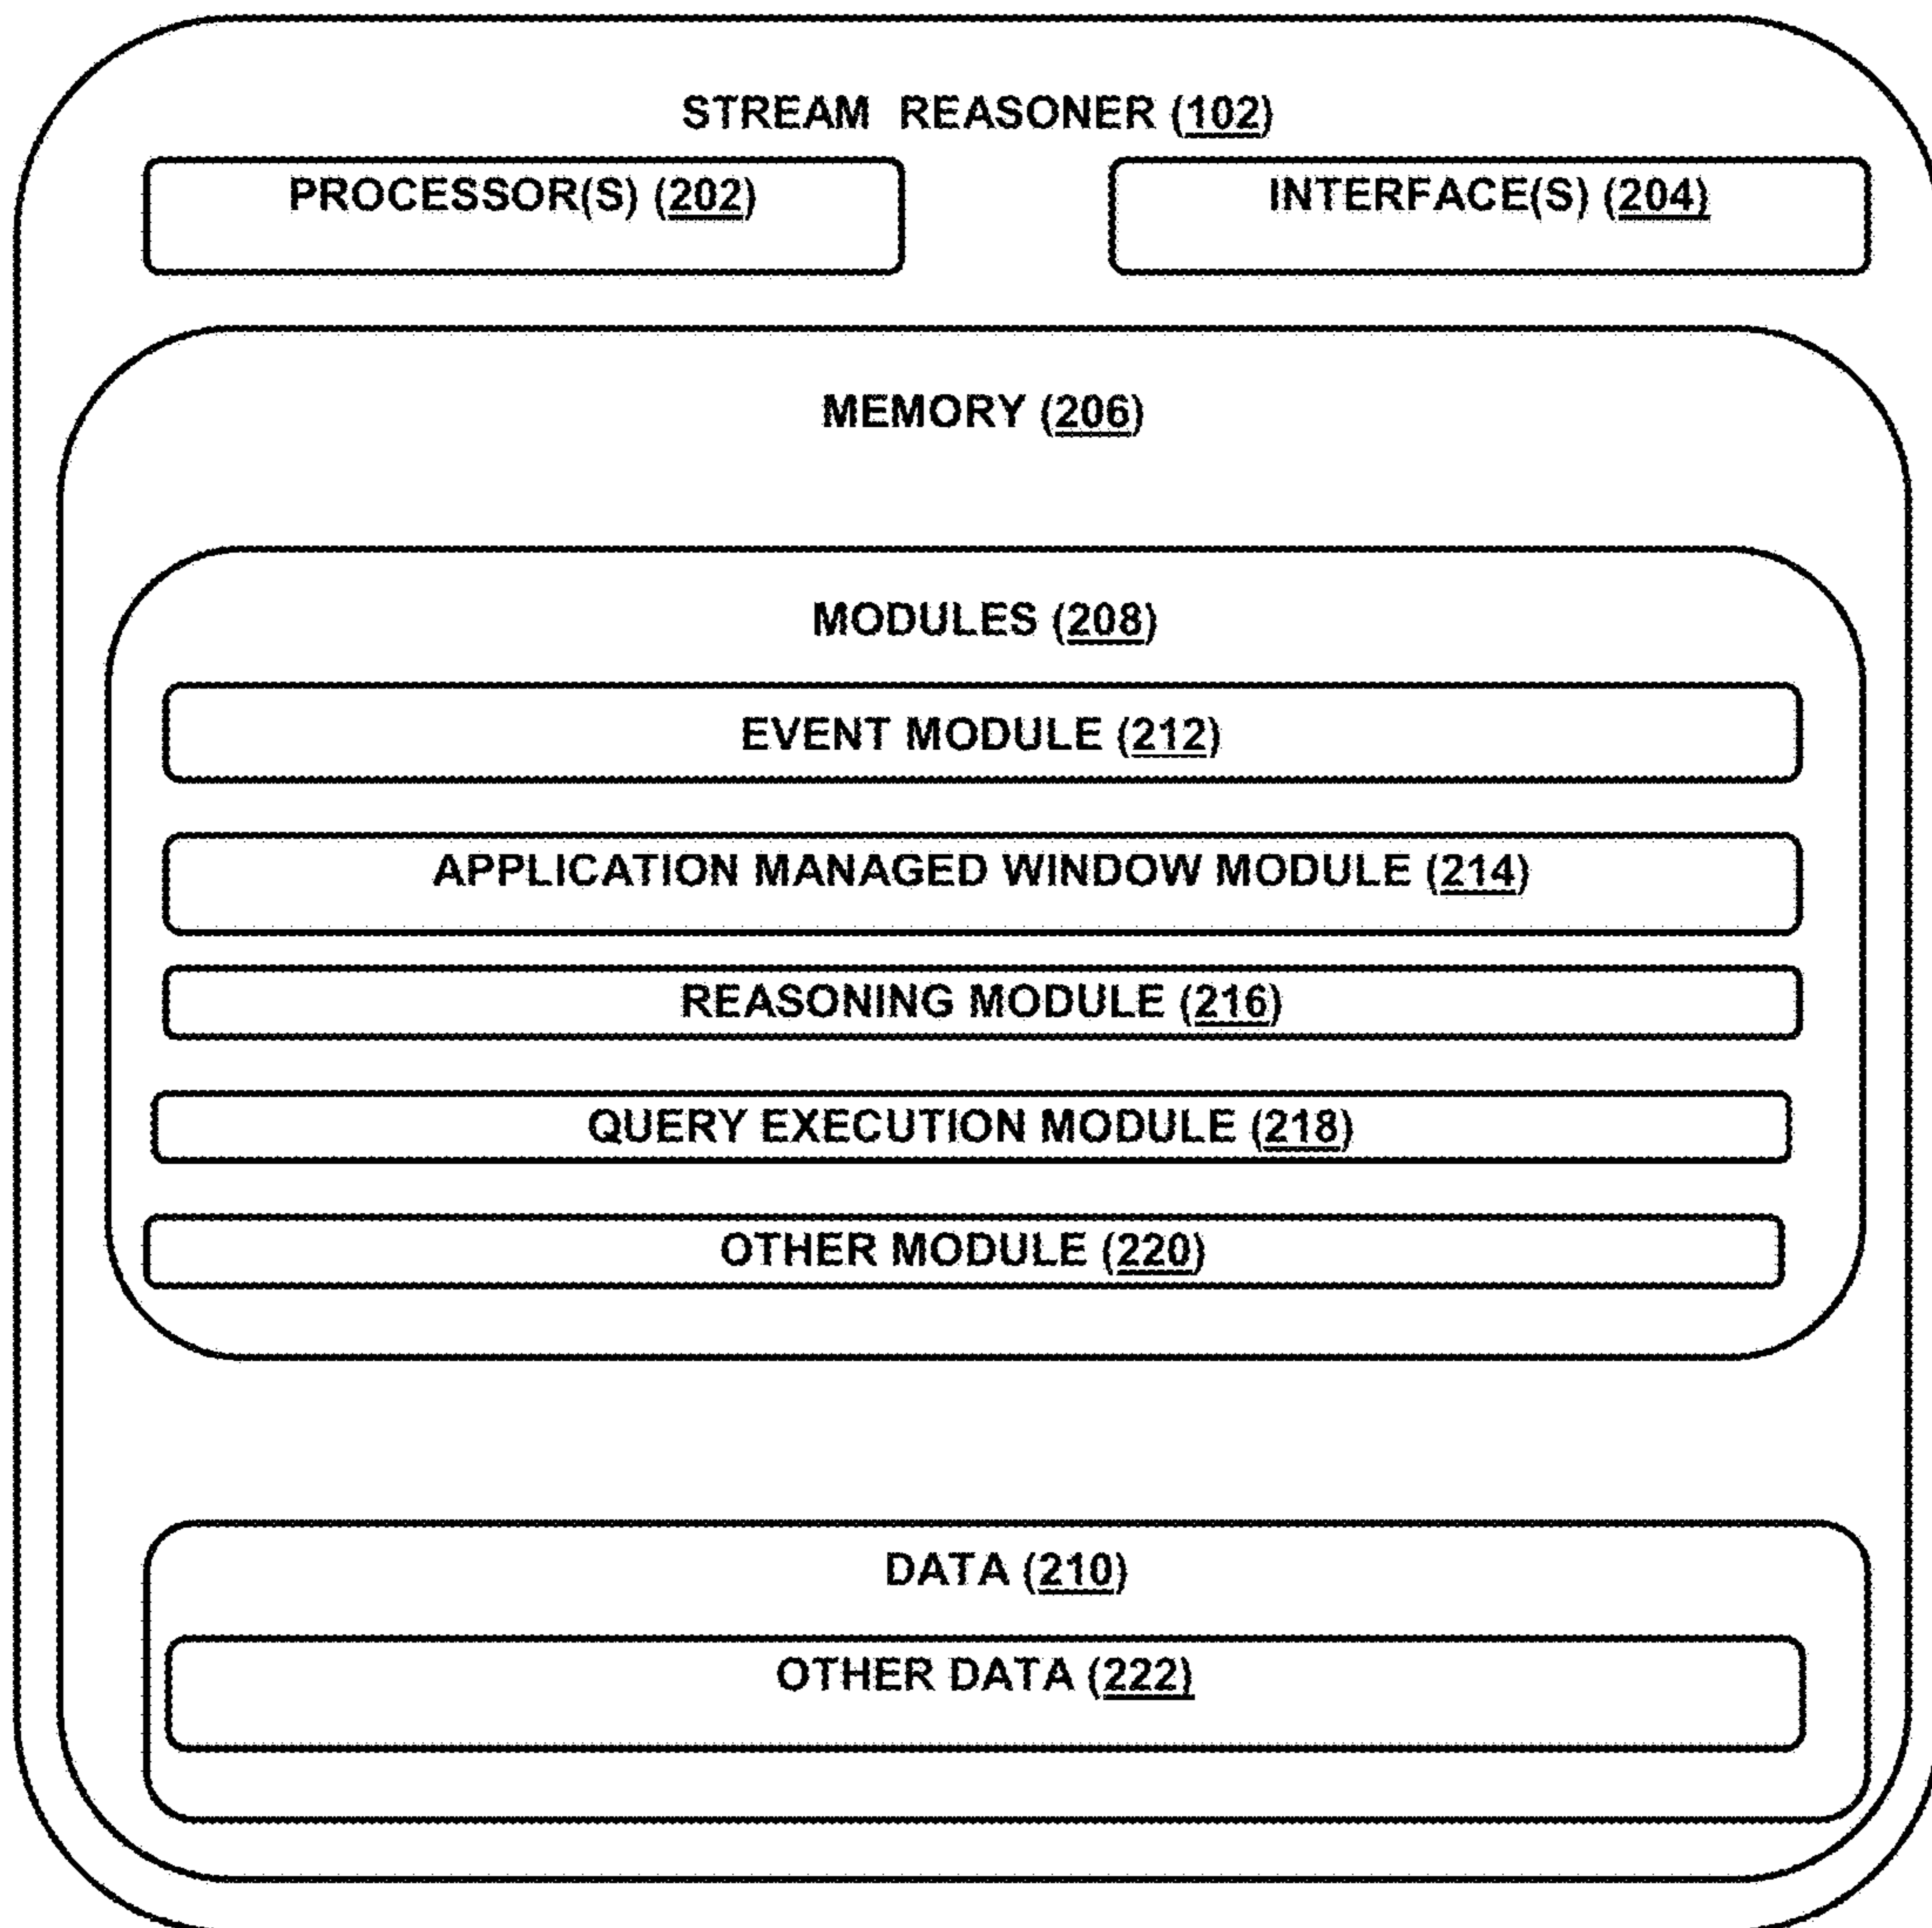 STREAM REASONER (102)
PROCESSOR(S) (202)
INTERFACE(S) (204)
MEMORY (206)
MODULES (208)
EVENT MODULE (212)
APPLICATION MANAGED WINDOW MODULE (214)
REASONING MODULE (216)
QUERY EXECUTION MODULE (218)
OTHER MODULE (220)
DATA (210)
OTHER DATA (222)